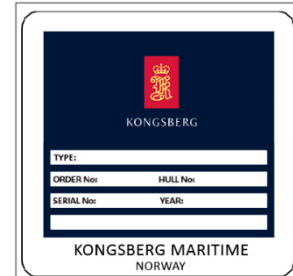 KONGSBERG
TYPE:
ORDER No: HULL No:
SERIAL No: YEAR:
KONGSBERG MARITIME
NORWAY